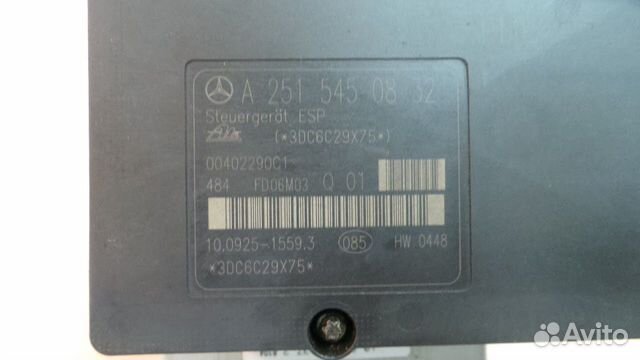 A 251 545 08 32
Steuergerät ESP
Ate (*3DC6C29X75*)
00402290C1
484 FD06M03 Q 01
10.0925-1559.3 085 HW 0448
*3DC6C29X75*
Avito